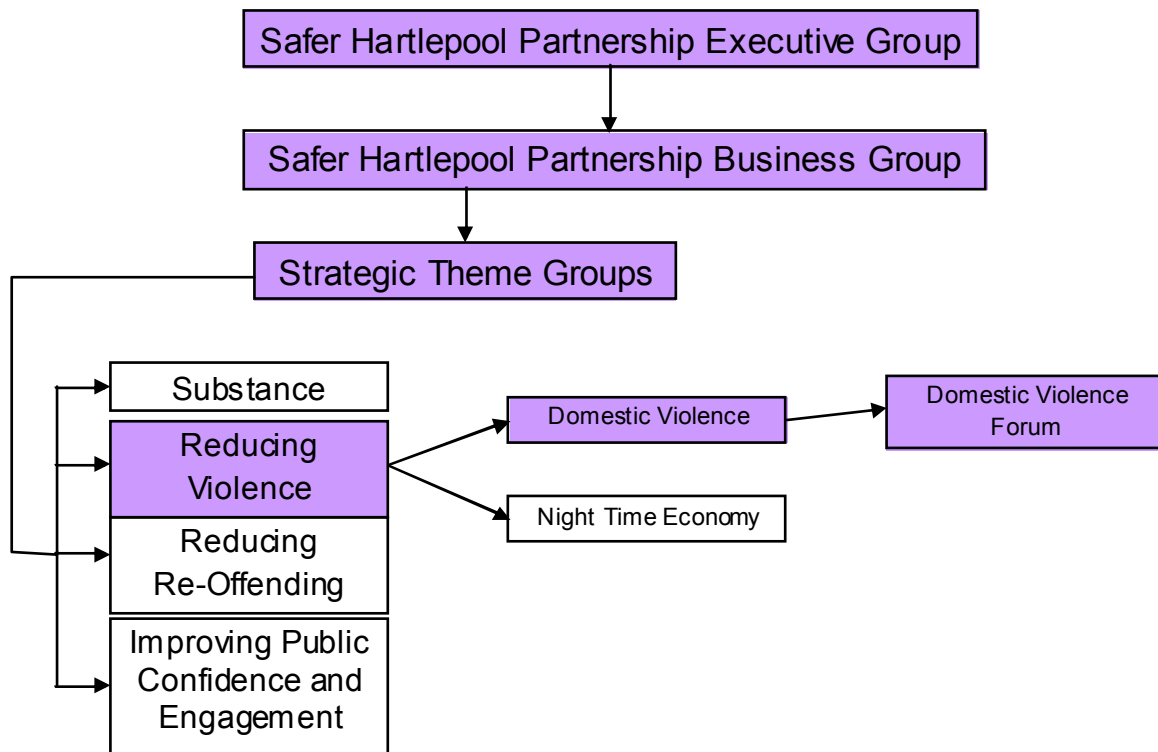 Safer Hartlepool Partnership Executive Group
Safer Hartlepool Partnership Business Group
Strategic Theme Groups
Substance
Reducing
Violence
Reducing
Re-Offending
Improving Public
Confidence and
Engagement
Domestic Violence
Night Time Economy
Domestic Violence
Forum